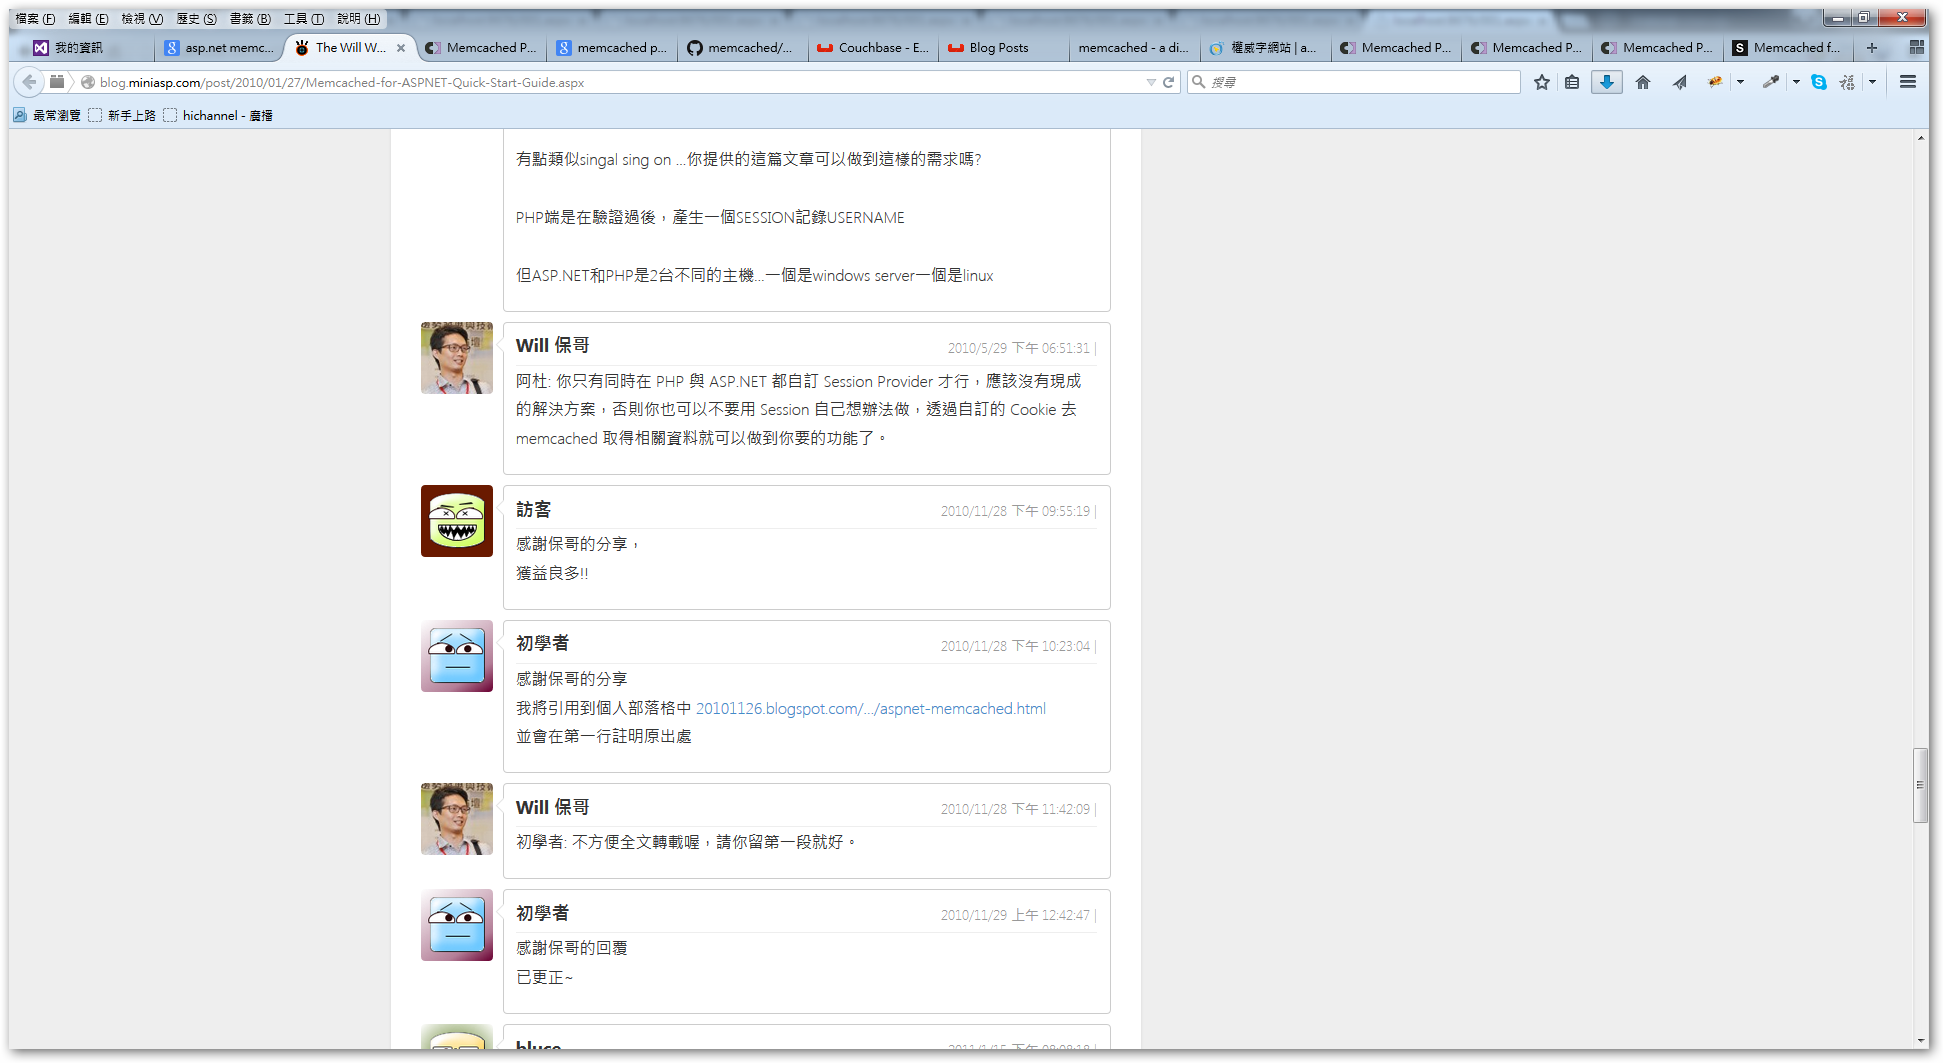 檔案 (F) 編輯 (E) 檢視 (V) 歷史 (S) 書籤 (B) 工具 (T) 說明 (H)
我的資訊 asp.net memc... The Will W... Memcached P... memcached p... memcached/... Couchbase - E... Blog Posts memcached - a di... 權威字網站 | a... Memcached P... Memcached P... Memcached P... Memcached f...
blog.miniasp.com/post/2010/01/27/Memcached-for-ASPNET-Quick-Start-Guide.aspx 搜尋
最常瀏覽 新手上路 hichannel - 廣播
有點類似singal sing on ...你提供的這篇文章可以做到這樣的需求嗎?
PHP端是在驗證過後，產生一個SESSION記錄USERNAME
但ASP.NET和PHP是2台不同的主機...一個是windows server一個是linux
Will 保哥 2010/5/29 下午 06:51:31 |
阿杜: 你只有同時在 PHP 與 ASP.NET 都自訂 Session Provider 才行，應該沒有現成
的解決方案，否則你也可以不要用 Session 自己想辦法做，透過自訂的 Cookie 去
memcached 取得相關資料就可以做到你要的功能了。
訪客 2010/11/28 下午 09:55:19 |
感謝保哥的分享，
獲益良多!!
初學者 2010/11/28 下午 10:23:04 |
感謝保哥的分享
我將引用到個人部落格中 20101126.blogspot.com/.../aspnet-memcached.html
並會在第一行註明原出處
Will 保哥 2010/11/28 下午 11:42:09 |
初學者: 不方便全文轉載喔，請你留第一段就好。
初學者 2010/11/29 上午 12:42:47 |
感謝保哥的回覆
已更正~
bluce 2011/1/15 下午 08:08:18 |